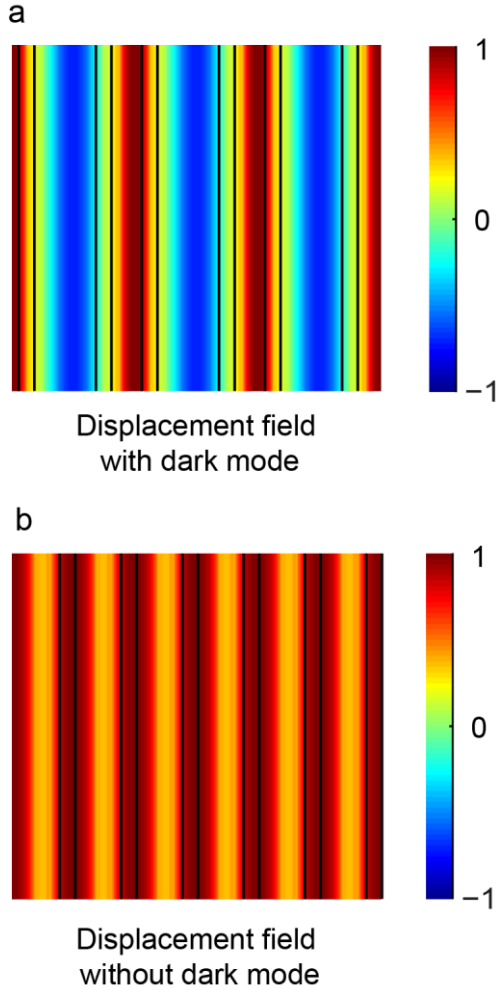 a
1
0
−1
Displacement field
with dark mode
b
1
0
−1
Displacement field
without dark mode